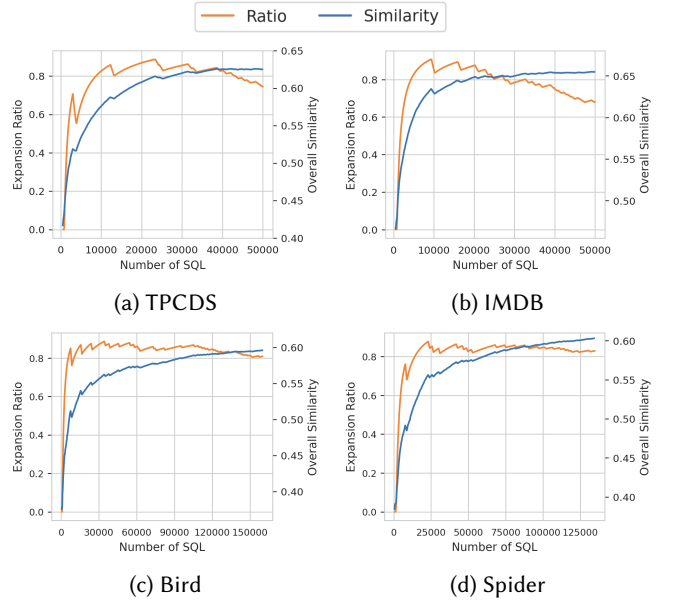 Ratio Similarity
0.8 0.6 0.4 0.2 0.0
Expansion Ratio
0.65 0.60 0.55 0.50 0.45 0.40
Overall Similarity
0 10000 20000 30000 40000 50000
Number of SQL
(a) TPCDS
0.8 0.6 0.4 0.2 0.0
Expansion Ratio
0.65 0.60 0.55 0.50
Overall Similarity
0 10000 20000 30000 40000 50000
Number of SQL
(b) IMDB
0.8 0.6 0.4 0.2 0.0
Expansion Ratio
0.60 0.55 0.50 0.45 0.40
Overall Similarity
0 30000 60000 90000 120000 150000
Number of SQL
(c) Bird
0.8 0.6 0.4 0.2 0.0
Expansion Ratio
0.60 0.55 0.50 0.45 0.40
Overall Similarity
0 25000 50000 75000 100000 125000
Number of SQL
(d) Spider